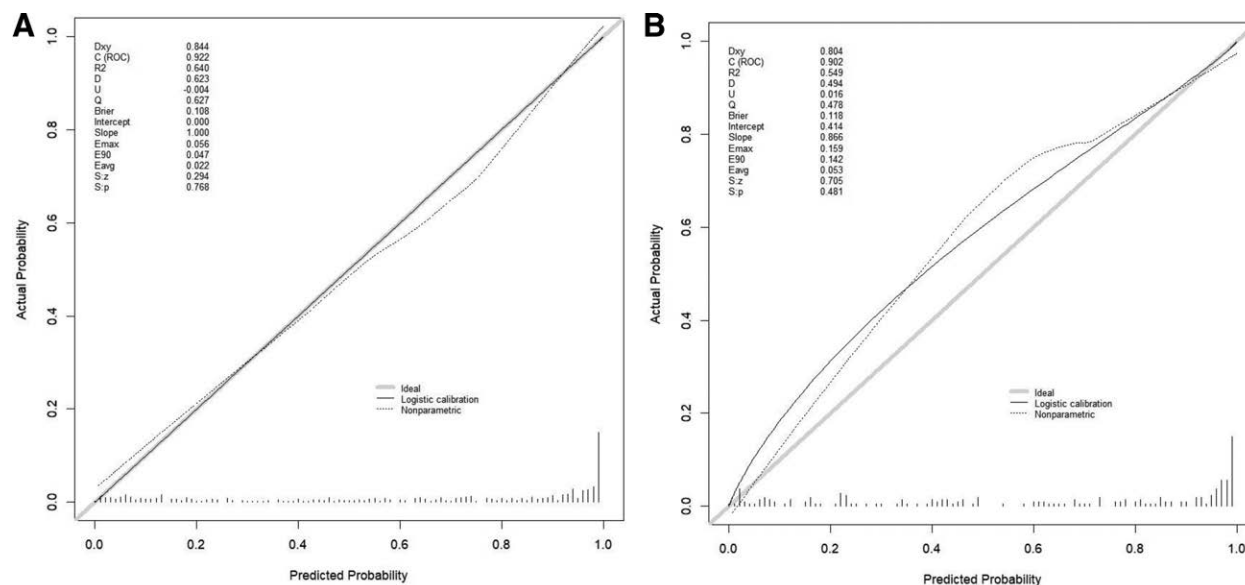 A
Dxy 0.844
C (ROC) 0.922
R2 0.640
D 0.623
U -0.004
Q 0.627
Brier 0.108
Intercept 0.000
Slope 1.000
Emax 0.056
E90 0.047
Eavg 0.022
S:z 0.294
S:p 0.768
Actual Probability
1.0
0.8
0.6
0.4
0.2
0.0
Ideal
Logistic calibration
Nonparametric
0.0 0.2 0.4 0.6 0.8 1.0
Predicted Probability
B
Dxy 0.804
C (ROC) 0.902
R2 0.549
D 0.494
U 0.016
Q 0.478
Brier 0.118
Intercept 0.414
Slope 0.866
Emax 0.159
E90 0.142
Eavg 0.053
S:z 0.705
S:p 0.481
Actual Probability
1.0
0.8
0.6
0.4
0.2
0.0
Ideal
Logistic calibration
Nonparametric
0.0 0.2 0.4 0.6 0.8 1.0
Predicted Probability